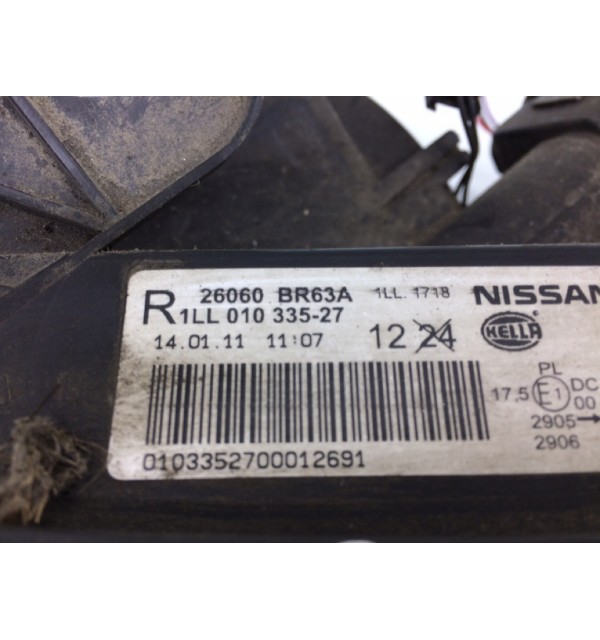 R 26060 BR63A 1LL. 1718 NISSAN
1LL 010 335-27
14.01.11 11:07 12 24 HELLA
PL
17,5 E1 DC
00
2905→
2906
0103352700012691